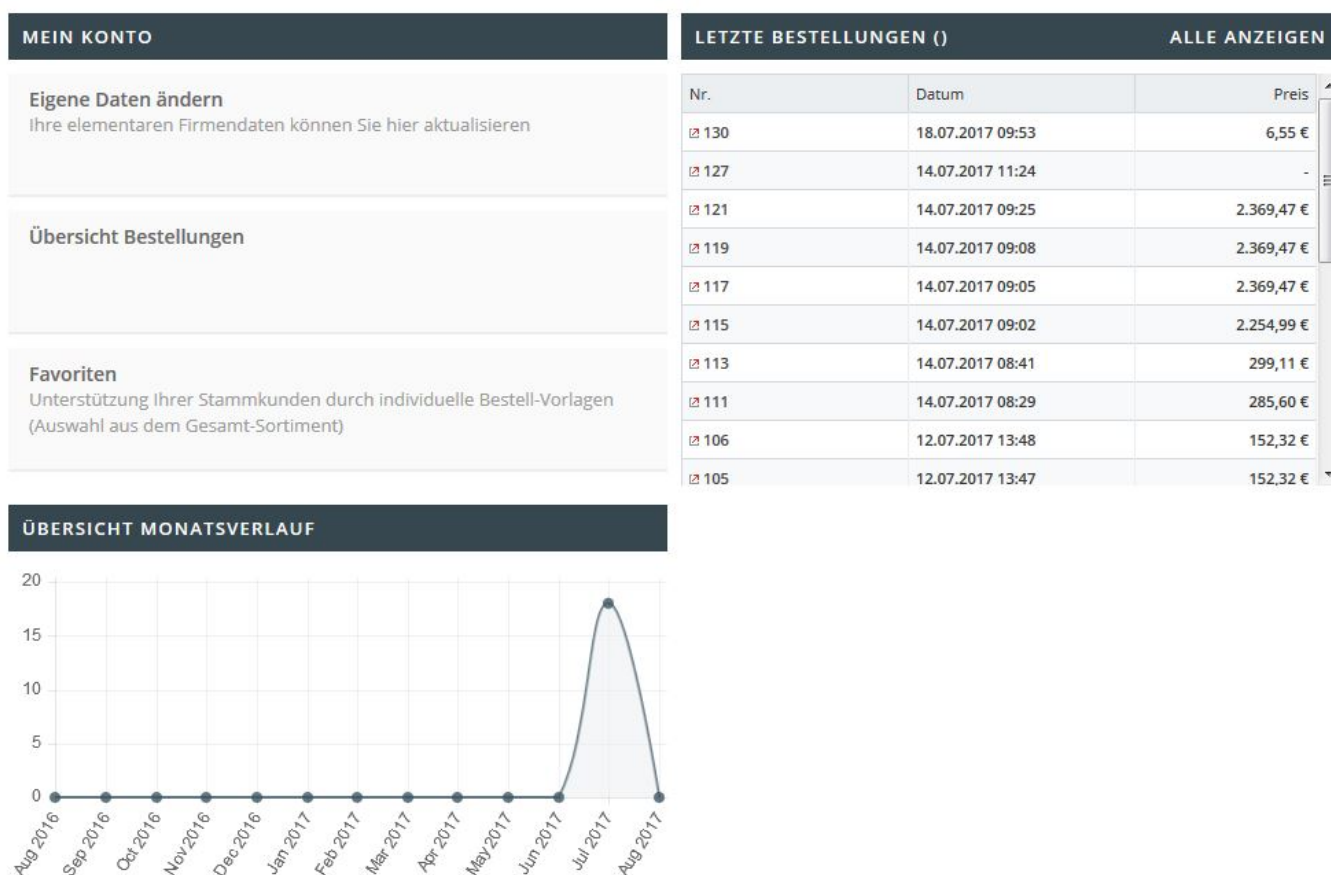 MEIN KONTO
Eigene Daten ändern
Ihre elementaren Firmendaten können Sie hier aktualisieren
Übersicht Bestellungen
Favoriten
Unterstützung Ihrer Stammkunden durch individuelle Bestell-Vorlagen
(Auswahl aus dem Gesamt-Sortiment)
LETZTE BESTELLUNGEN () ALLE ANZEIGEN
Nr. Datum Preis
130 18.07.2017 09:53 6,55 €
127 14.07.2017 11:24 -
121 14.07.2017 09:25 2.369,47 €
119 14.07.2017 09:08 2.369,47 €
117 14.07.2017 09:05 2.369,47 €
115 14.07.2017 09:02 2.254,99 €
113 14.07.2017 08:41 299,11 €
111 14.07.2017 08:29 285,60 €
106 12.07.2017 13:48 152,32 €
105 12.07.2017 13:47 152,32 €
ÜBERSICHT MONATSVERLAUF
20
15
10
5
0
Aug 2016 Sep 2016 Oct 2016 Nov 2016 Dec 2016 Jan 2017 Feb 2017 Mar 2017 Apr 2017 May 2017 Jun 2017 Jul 2017 Aug 2017